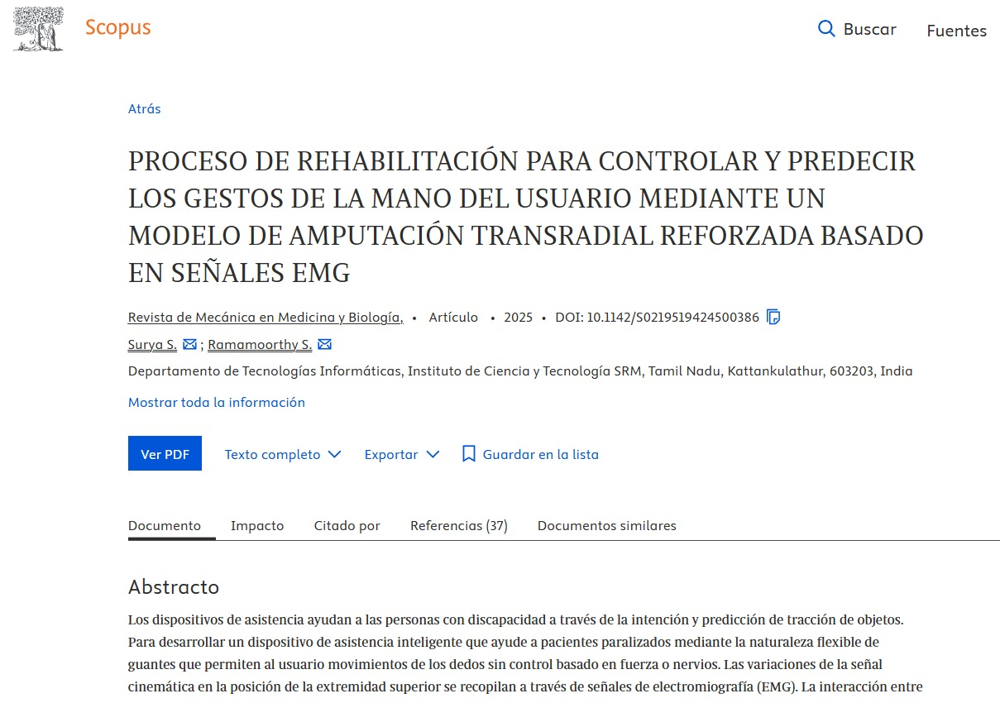 Scopus
Buscar
Fuentes
Atrás
PROCESO DE REHABILITACIÓN PARA CONTROLAR Y PREDECIR
LOS GESTOS DE LA MANO DEL USUARIO MEDIANTE UN
MODELO DE AMPUTACIÓN TRANSRADIAL REFORZADA BASADO
EN SEÑALES EMG
Revista de Mecánica en Medicina y Biología, • Artículo • 2025 • DOI: 10.1142/S0219519424500386
Surya S. ; Ramamoorthy S.
Departamento de Tecnologías Informáticas, Instituto de Ciencia y Tecnología SRM, Tamil Nadu, Kattankulathur, 603203, India
Mostrar toda la información
Ver PDF Texto completo Exportar Guardar en la lista
Documento Impacto Citado por Referencias (37) Documentos similares
Abstracto
Los dispositivos de asistencia ayudan a las personas con discapacidad a través de la intención y predicción de tracción de objetos.
Para desarrollar un dispositivo de asistencia inteligente que ayude a pacientes paralizados mediante la naturaleza flexible de
guantes que permiten al usuario movimientos de los dedos sin control basado en fuerza o nervios. Las variaciones de la señal
cinemática en la posición de la extremidad superior se recopilan a través de señales de electromiografía (EMG). La interacción entre